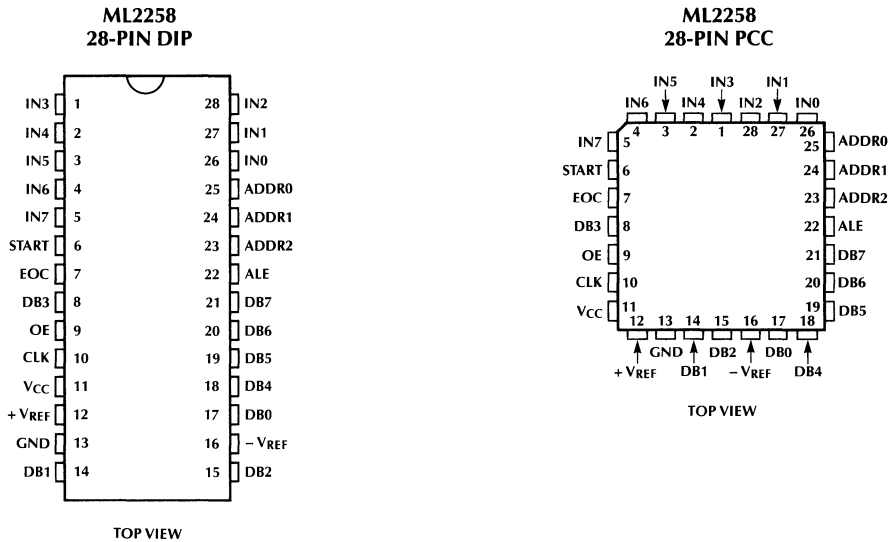 ML2258
28-PIN DIP
IN3 1 28 IN2
IN4 2 27 IN1
IN5 3 26 IN0
IN6 4 25 ADDR0
IN7 5 24 ADDR1
START 6 23 ADDR2
EOC 7 22 ALE
DB3 8 21 DB7
OE 9 20 DB6
CLK 10 19 DB5
VCC 11 18 DB4
+VREF 12 17 DB0
GND 13 16 –VREF
DB1 14 15 DB2
TOP VIEW
ML2258
28-PIN PCC
IN5 IN3 IN1
IN6 IN4 IN2 IN0
4 3 2 1 28 27 26
IN7 5 25 ADDR0
START 6 24 ADDR1
EOC 7 23 ADDR2
DB3 8 22 ALE
OE 9 21 DB7
CLK 10 20 DB6
VCC 11 19 DB5
12 13 14 15 16 17 18
GND DB2 DB0
+VREF DB1 –VREF DB4
TOP VIEW